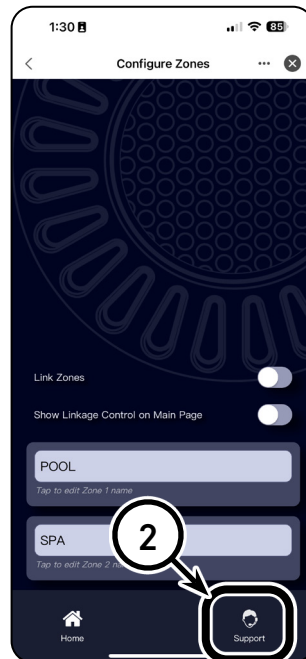 1:30 85
Configure Zones
Link Zones
Show Linkage Control on Main Page
POOL
Tap to edit Zone 1 name
SPA
Tap to edit Zone 2
2
Home Support